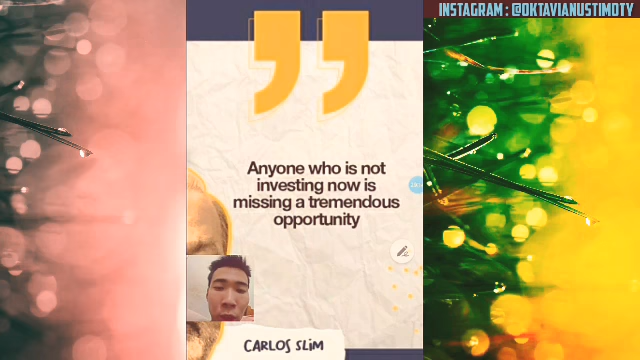 INSTAGRAM : @OKTAVIANUSTIMOTY
Anyone who is not
investing now is
missing a tremendous
opportunity
CARLOS SLIM